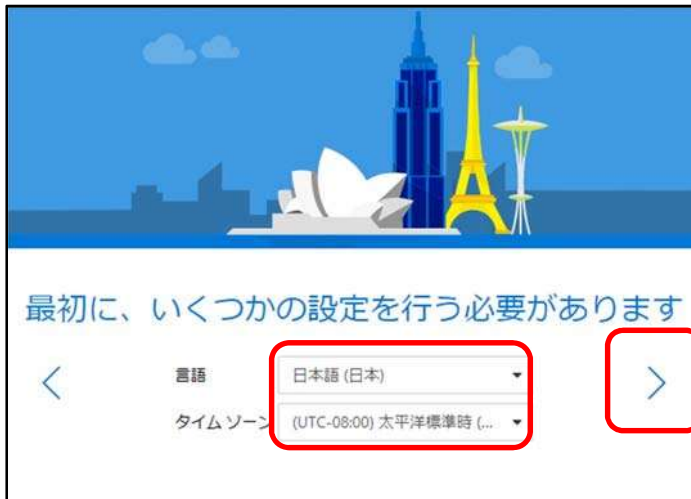 最初に、いくつかの設定を行う必要があります
言語 日本語 (日本)
タイム ゾーン (UTC-08:00) 太平洋標準時 (...